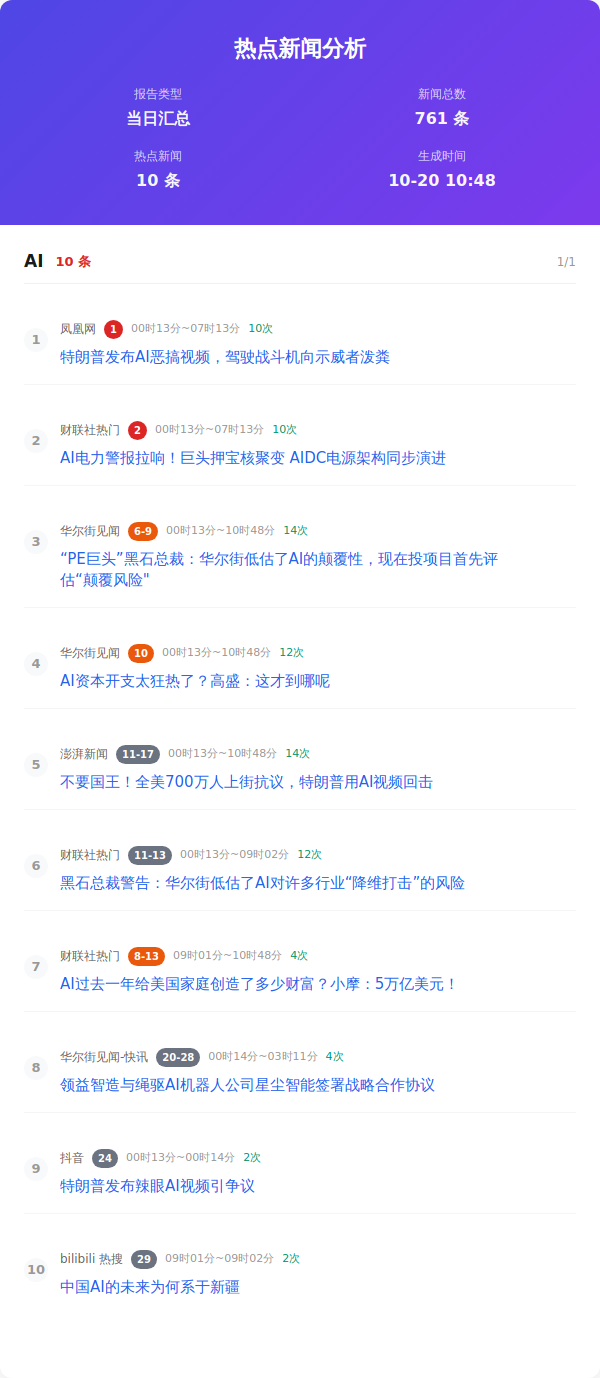 热点新闻分析
报告类型
新闻总数
当日汇总
761 条
热点新闻
生成时间
10 条
10-20 10:48
AI 10 条 1/1
凤凰网 1 00时13分~07时13分 10次
1
特朗普发布AI恶搞视频，驾驶战斗机向示威者泼粪
财联社热门 2 00时13分~07时13分 10次
2
AI电力警报拉响！巨头押宝核聚变 AIDC电源架构同步演进
华尔街见闻 6-9 00时13分~10时48分 14次
3
“PE巨头”黑石总裁：华尔街低估了AI的颠覆性，现在投项目首先评
估“颠覆风险"
华尔街见闻 10 00时13分~10时48分 12次
4
AI资本开支太狂热了？高盛：这才到哪呢
澎湃新闻 11-17 00时13分~10时48分 14次
5
不要国王！全美700万人上街抗议，特朗普用AI视频回击
财联社热门 11-13 00时13分~09时02分 12次
6
黑石总裁警告：华尔街低估了AI对许多行业“降维打击”的风险
财联社热门 8-13 09时01分~10时48分 4次
7
AI过去一年给美国家庭创造了多少财富？小摩：5万亿美元！
华尔街见闻-快讯 20-28 00时14分~03时11分 4次
8
领益智造与绳驱AI机器人公司星尘智能签署战略合作协议
抖音 24 00时13分~00时14分 2次
9
特朗普发布辣眼AI视频引争议
bilibili 热搜 29 09时01分~09时02分 2次
10
中国AI的未来为何系于新疆